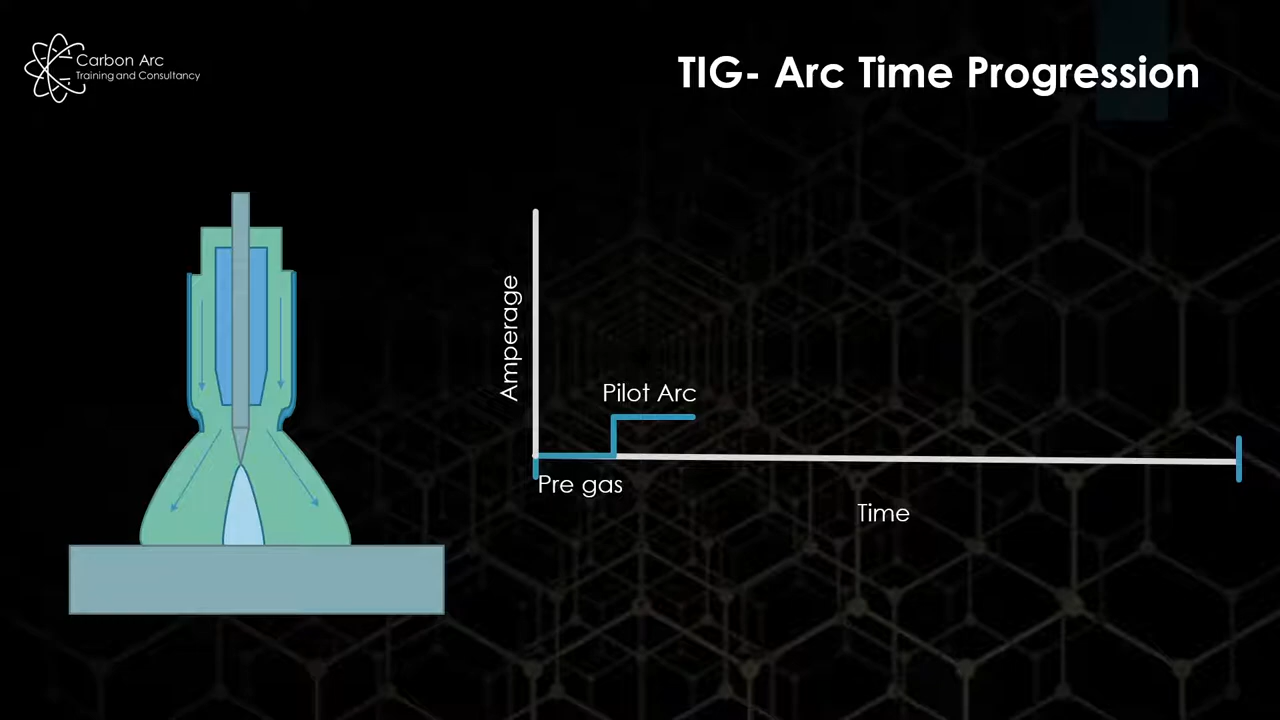 Carbon Arc
Training and Consultancy
TIG- Arc Time Progression
Amperage
Pilot Arc
Pre gas
Time